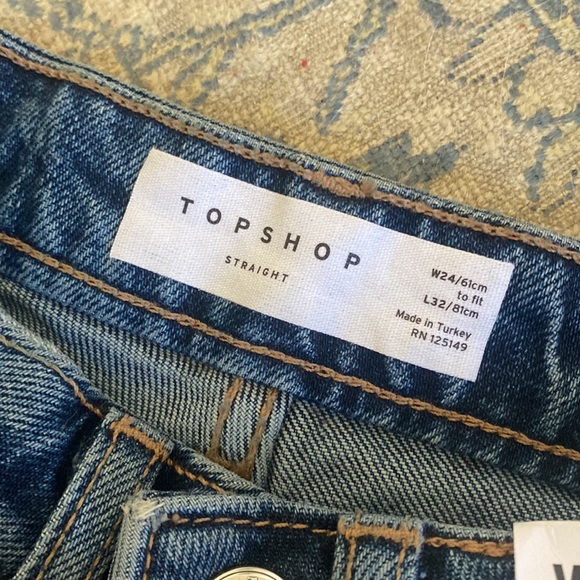 TOPSHOP
STRAIGHT
W24/61cm
to fit
L32/81cm
Made in Turkey
RN 125149